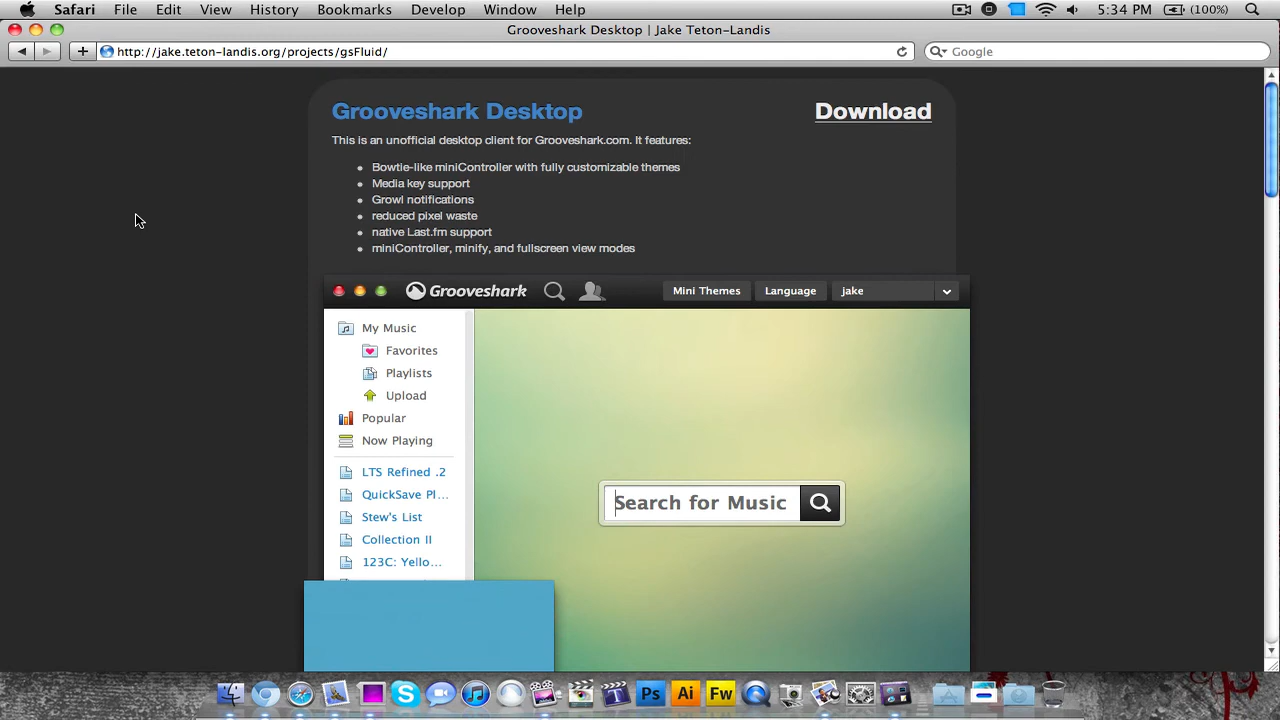 Safari File Edit View History Bookmarks Develop Window Help 5:34 PM (100%)
Grooveshark Desktop | Jake Teton-Landis
http://jake.teton-landis.org/projects/gsFluid/ Google
Grooveshark Desktop Download
This is an unofficial desktop client for Grooveshark.com. It features:
Bowtie-like miniController with fully customizable themes
Media key support
Growl notifications
reduced pixel waste
native Last.fm support
miniController, minify, and fullscreen view modes
Grooveshark Mini Themes Language jake
My Music
Favorites
Playlists
Upload
Popular
Now Playing
LTS Refined .2
QuickSave Pl...
Search for Music
Stew's List
Collection II
123C: Yello...
Ps Ai Fw